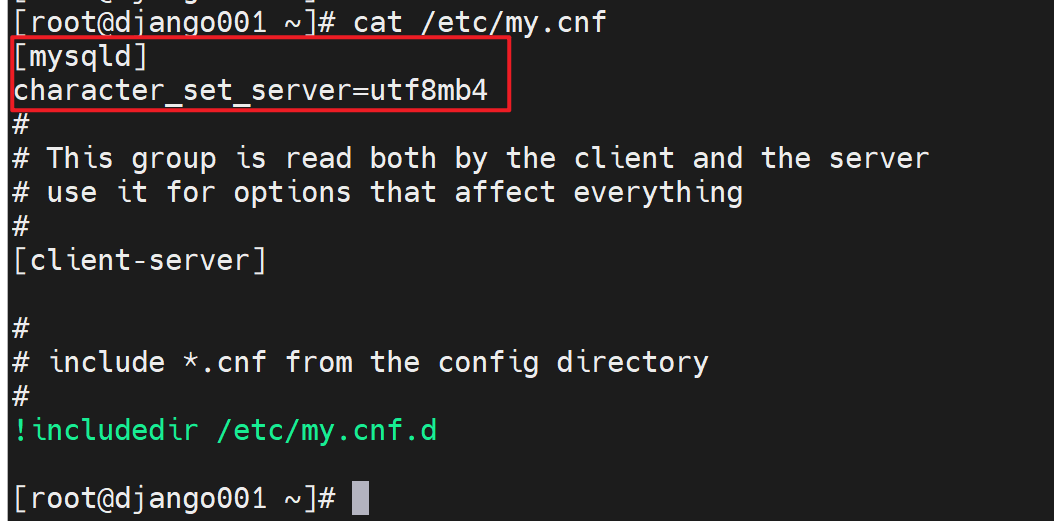 [root@django001 ~]# cat /etc/my.cnf
[mysqld]
character_set_server=utf8mb4
#
# This group is read both by the client and the server
# use it for options that affect everything
#
[client-server]
#
# include *.cnf from the config directory
#
!includedir /etc/my.cnf.d
[root@django001 ~]#